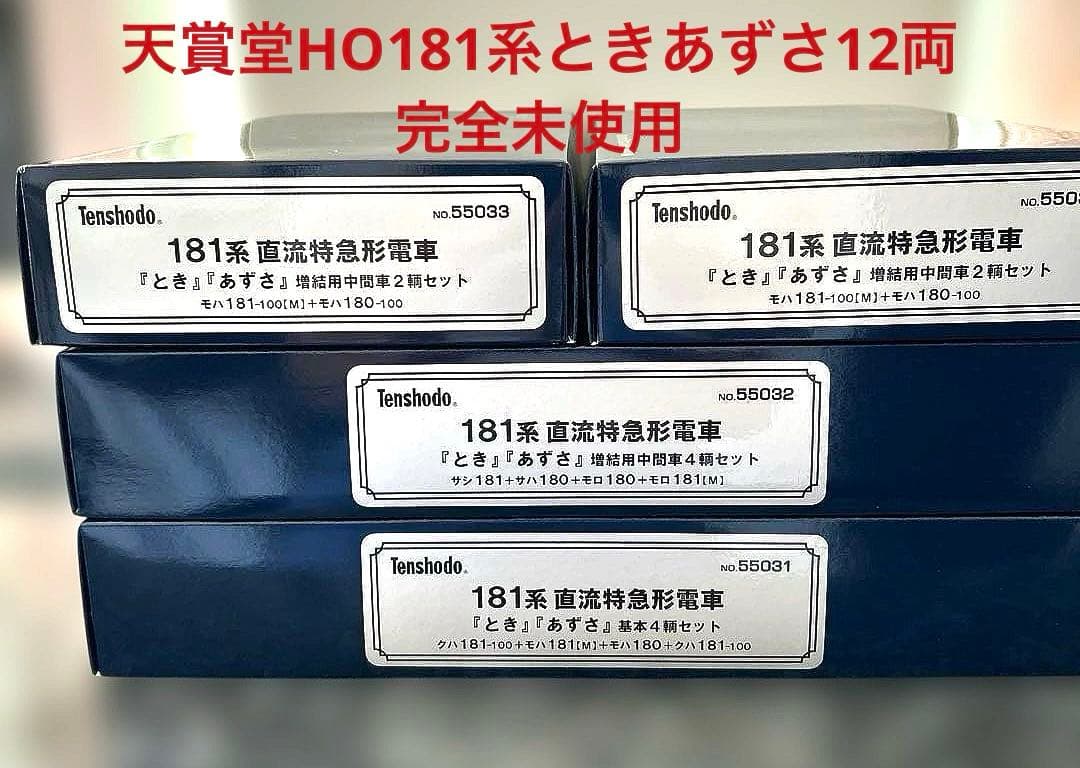 天賞堂HO181系ときあずさ12両
完全未使用
Tenshodo®
NO.55033
181系 直流特急形電車
『とき』『あずさ』増結用中間車2輌セット
モハ181-100[M]+モハ180-100
Tenshodo®
NO.550
181系 直流特急形電車
『とき』『あずさ』増結用中間車2輌セット
モハ181-100[M]+モハ180-100
Tenshodo®
NO.55032
181系 直流特急形電車
『とき』『あずさ』増結用中間車4輌セット
サシ181+サハ180+モロ180+モロ181[M]
Tenshodo®
NO.55031
181系 直流特急形電車
『とき』『あずさ』基本4輌セット
クハ181-100+モハ181[M]+モハ180+クハ181-100